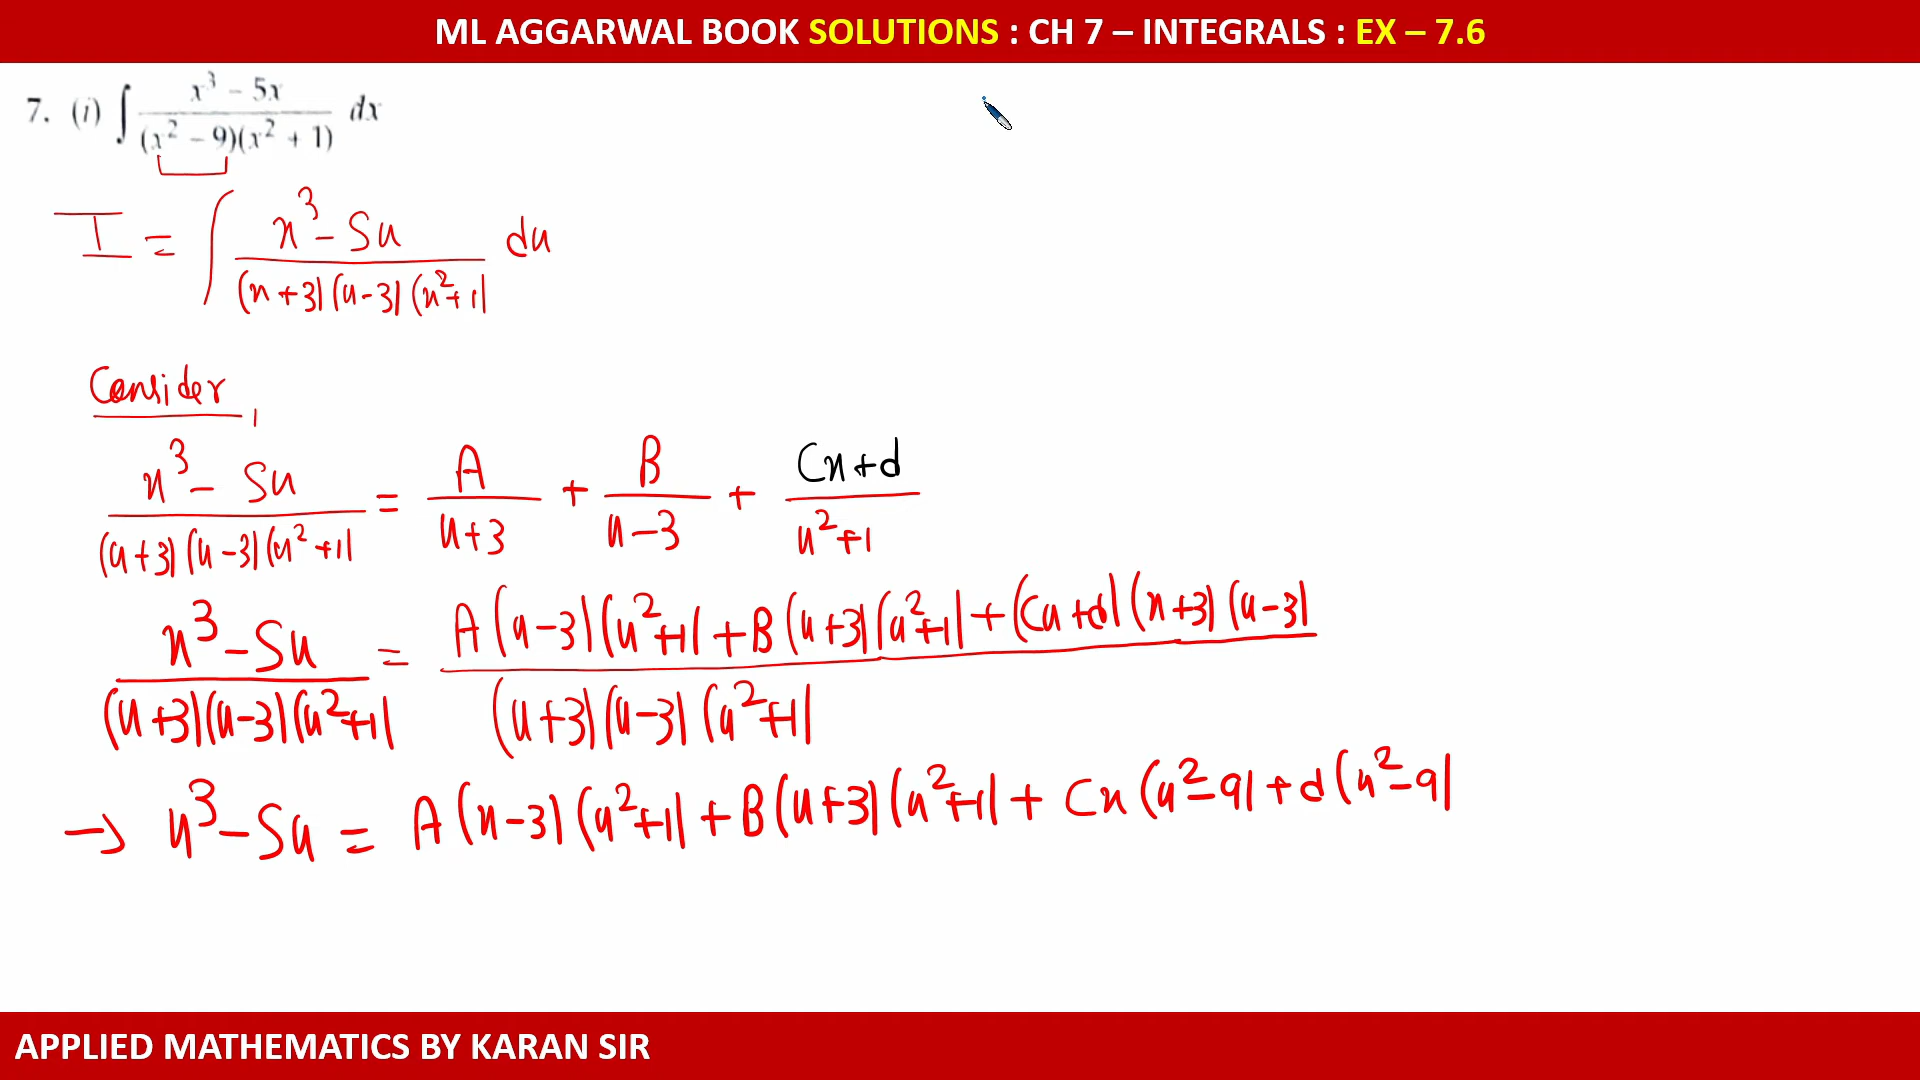 ML AGGARWAL BOOK SOLUTIONS : CH 7 – INTEGRALS : EX – 7.6
7. (i) ∫ (x³ − 5x)/((x² − 9)(x² + 1)) dx
I = ∫ (x³ − 5x)/((x+3)(x−3)(x²+1)) dx
Consider,
(x³ − 5x)/((x+3)(x−3)(x²+1)) = A/(x+3) + B/(x−3) + (Cx+d)/(x²+1)
(x³ − 5x)/((x+3)(x−3)(x²+1)) = (A(x−3)(x²+1) + B(x+3)(x²+1) + (Cx+d)(x+3)(x−3))/((x+3)(x−3)(x²+1))
→ x³ − 5x = A(x−3)(x²+1) + B(x+3)(x²+1) + Cx(x²−9) + d(x²−9)
APPLIED MATHEMATICS BY KARAN SIR